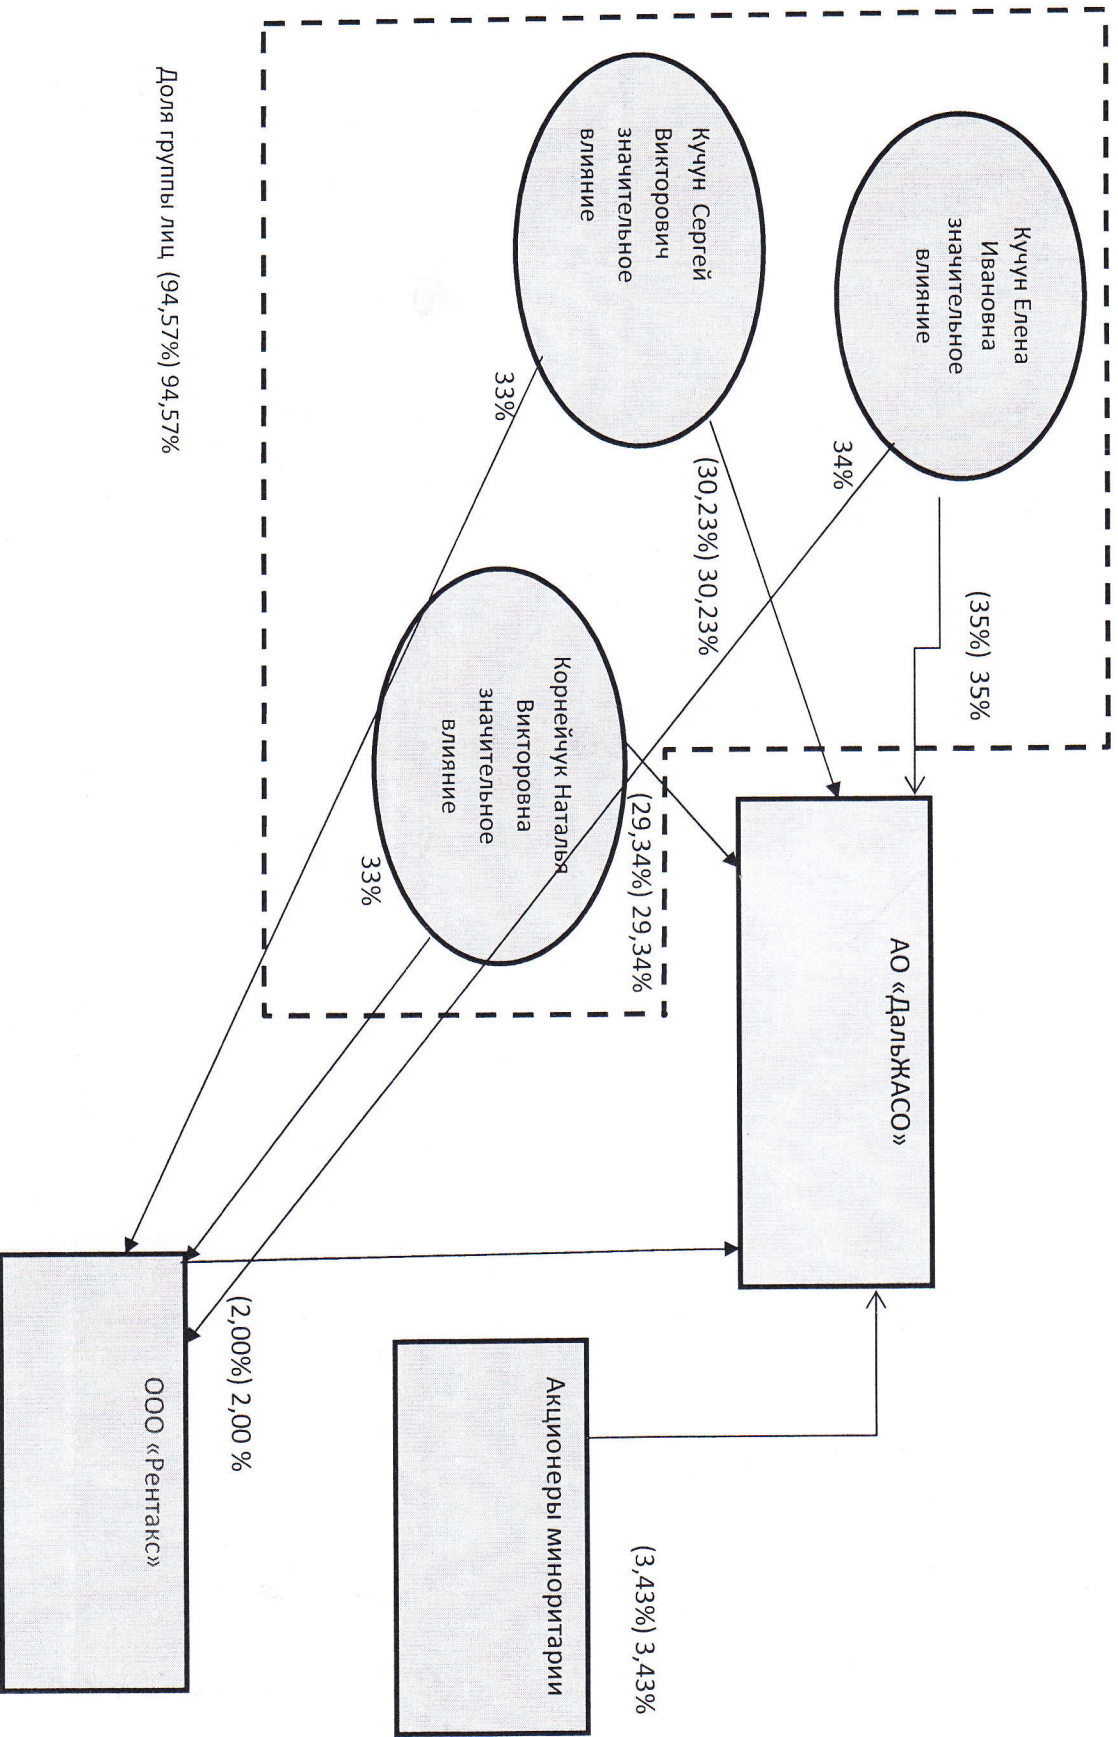 Кучун Елена
Ивановна
значительное
влияние
(35%) 35%
34%
Кучун Сергей
Викторович
значительное
влияние
(30,23%) 30,23%
33%
Корнейчук Наталья
Викторовна
значительное
влияние
(29,34%) 29,34%
33%
АО «ДальЖАСО»
Акционеры миноритарии
(3,43%) 3,43%
(2,00%) 2,00 %
ООО «Рентакс»
Доля группы лиц (94,57%) 94,57%